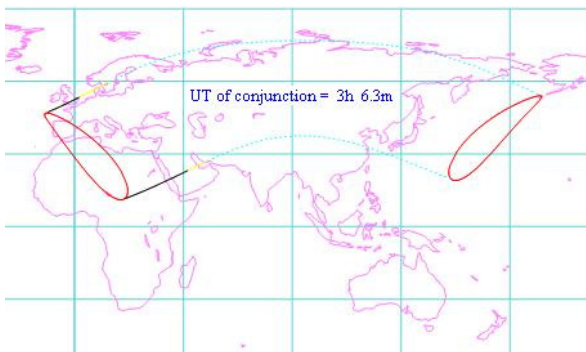 UT of conjunction = 3h 6.3m